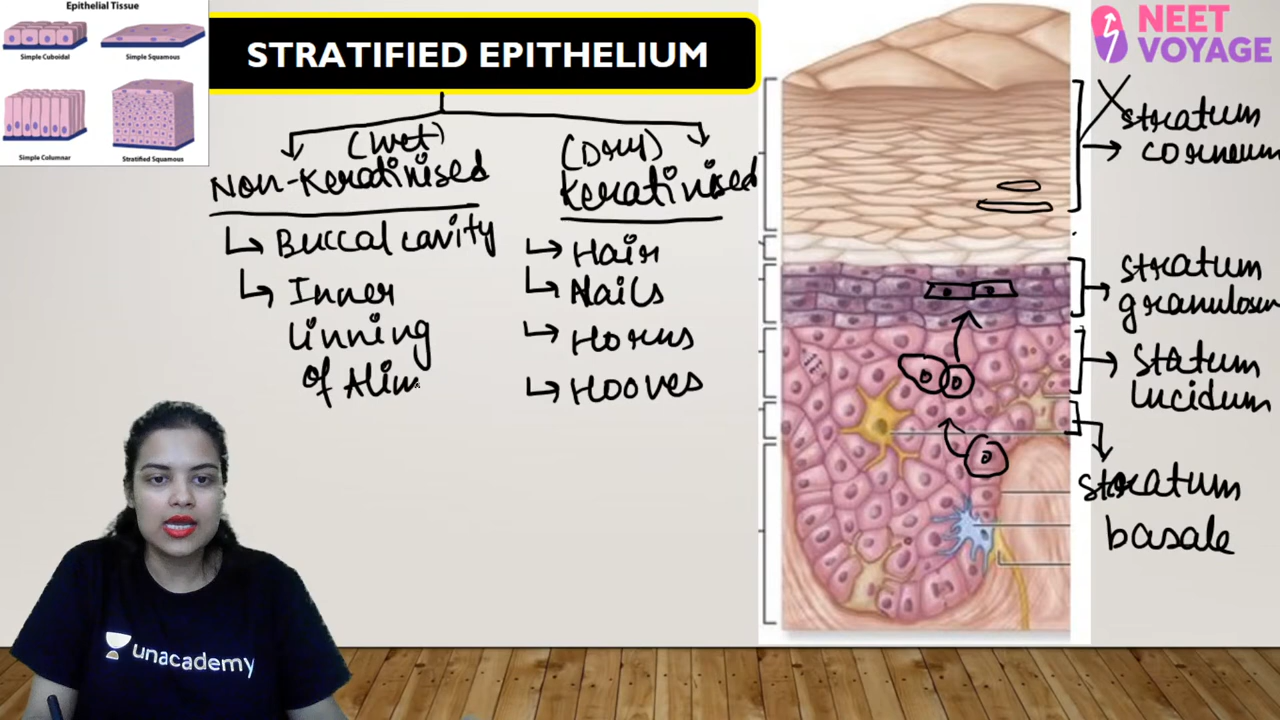 Epithelial Tissue
Simple Cuboidal
Simple Squamous
Simple Columnar
Stratified Squamous
STRATIFIED EPITHELIUM
NEET
VOYAGE
(Wet)
Non-Keratinised
Buccal cavity
Inner
linning
of Alim
(Dry)
Keratinised
Hair
Nails
Horns
Hooves
stratum
corneum
stratum
granulosum
statum
lucidum
stratum
basale
unacademy